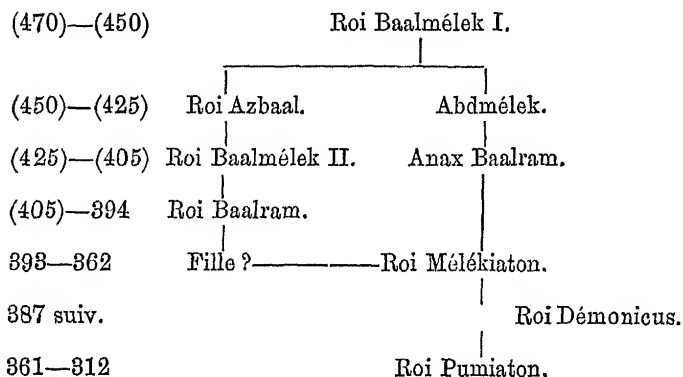 (470)—(450) Roi Baalmélek I.
(450)—(425) Roi Azbaal. Abdmélek.
(425)—(405) Roi Baalmélek II. Anax Baalram.
(405)—394 Roi Baalram.
393—362 Fille ?————Roi Mélékiaton.
387 suiv. Roi Démonicus.
361—312 Roi Pumiaton.